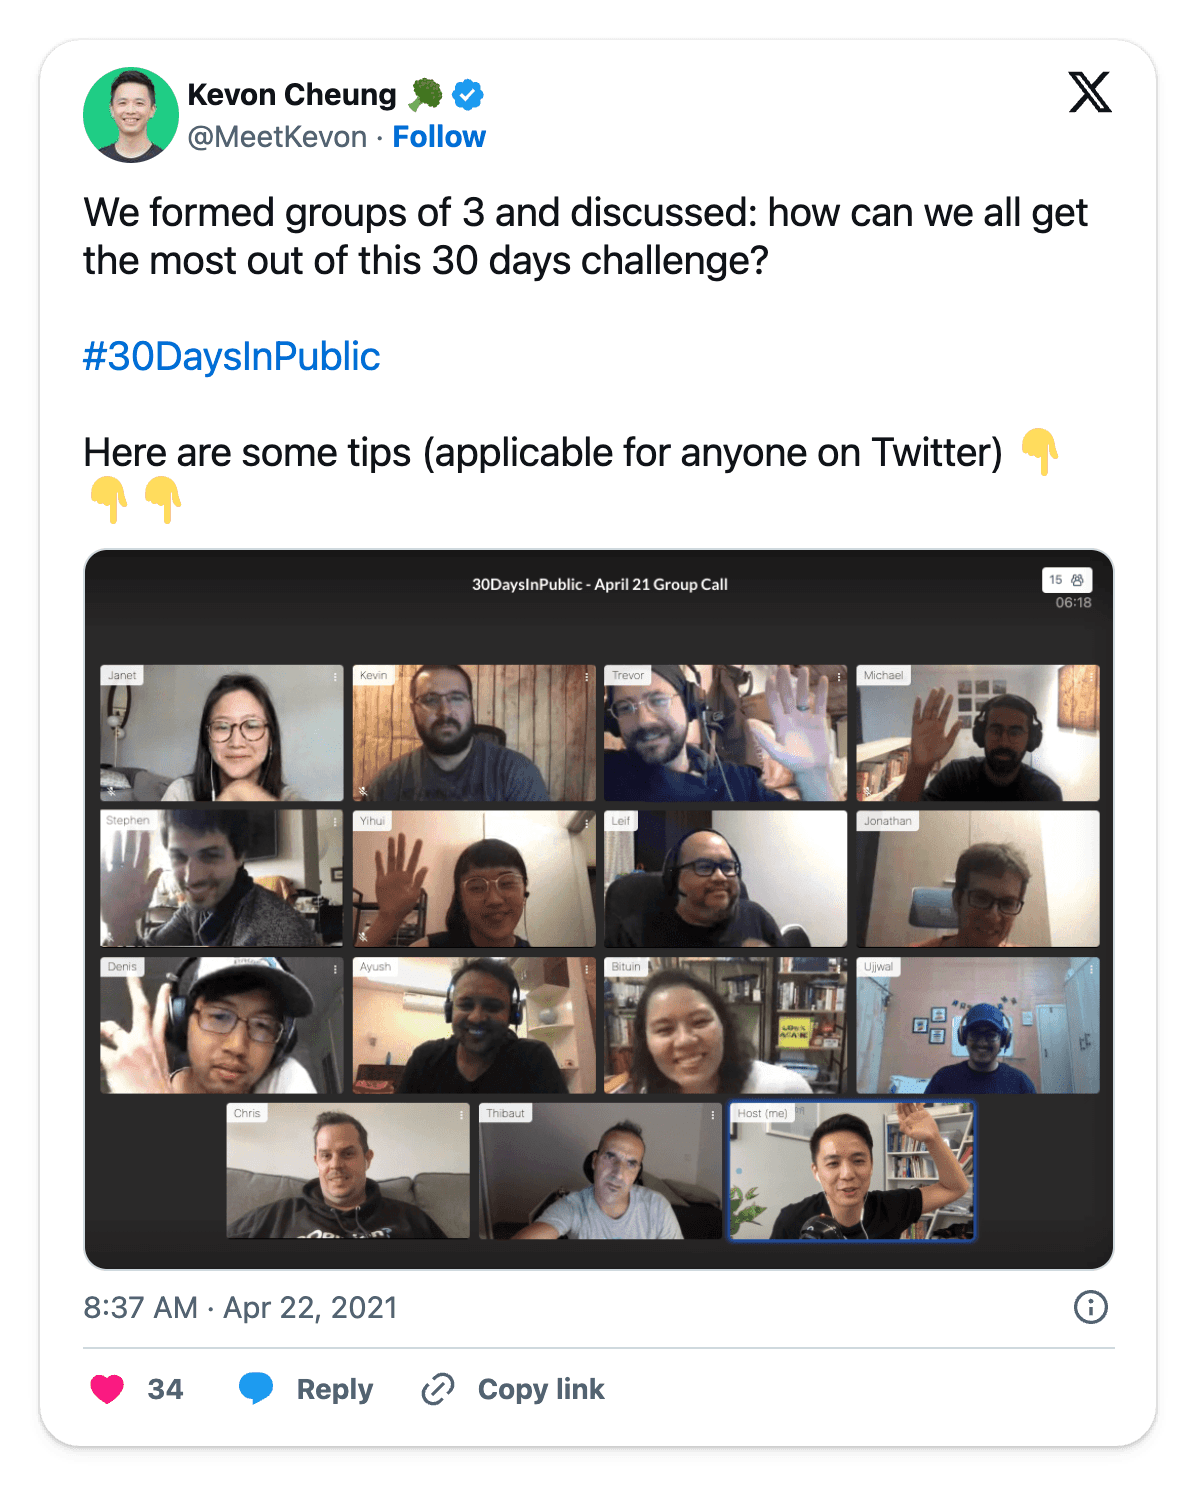 Kevon Cheung 🥦
@MeetKevon · Follow
We formed groups of 3 and discussed: how can we all get
the most out of this 30 days challenge?
#30DaysInPublic
Here are some tips (applicable for anyone on Twitter) 👇
👇👇
30DaysInPublic - April 21 Group Call
15
06:18
Janet
Kevin
Trevor
Michael
Stephen
Yihui
Leif
Jonathan
Denis
Ayush
Bituin
Ujjwal
Chris
Thibaut
Host (me)
8:37 AM · Apr 22, 2021
34
Reply
Copy link